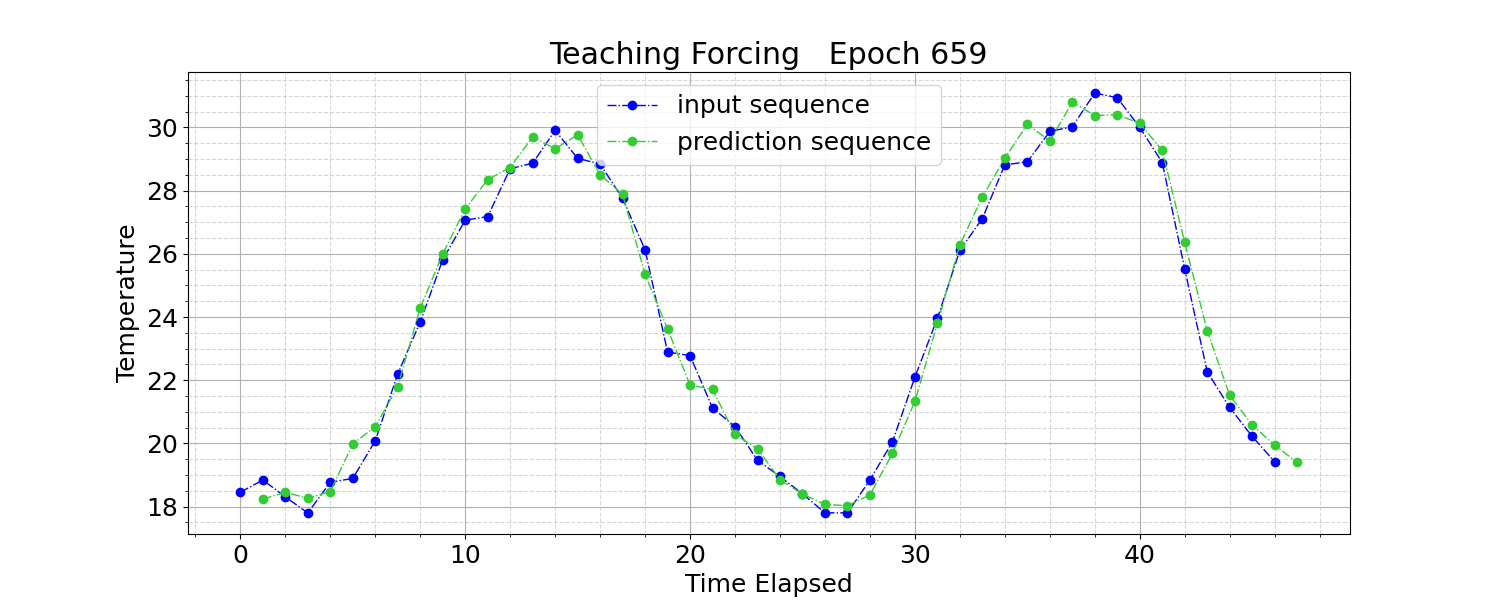 Teaching Forcing   Epoch 659
input sequence
prediction sequence
Temperature
30
28
26
24
22
20
18
0 10 20 30 40
Time Elapsed